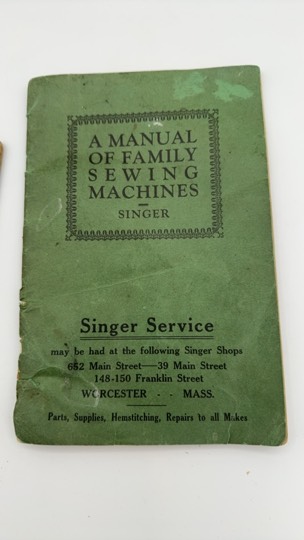 A MANUAL
OF FAMILY
SEWING
MACHINES
SINGER
Singer Service
may be had at the following Singer Shops
652 Main Street—39 Main Street
148-150 Franklin Street
WORCESTER - - MASS.
Parts, Supplies, Hemstitching, Repairs to all Makes